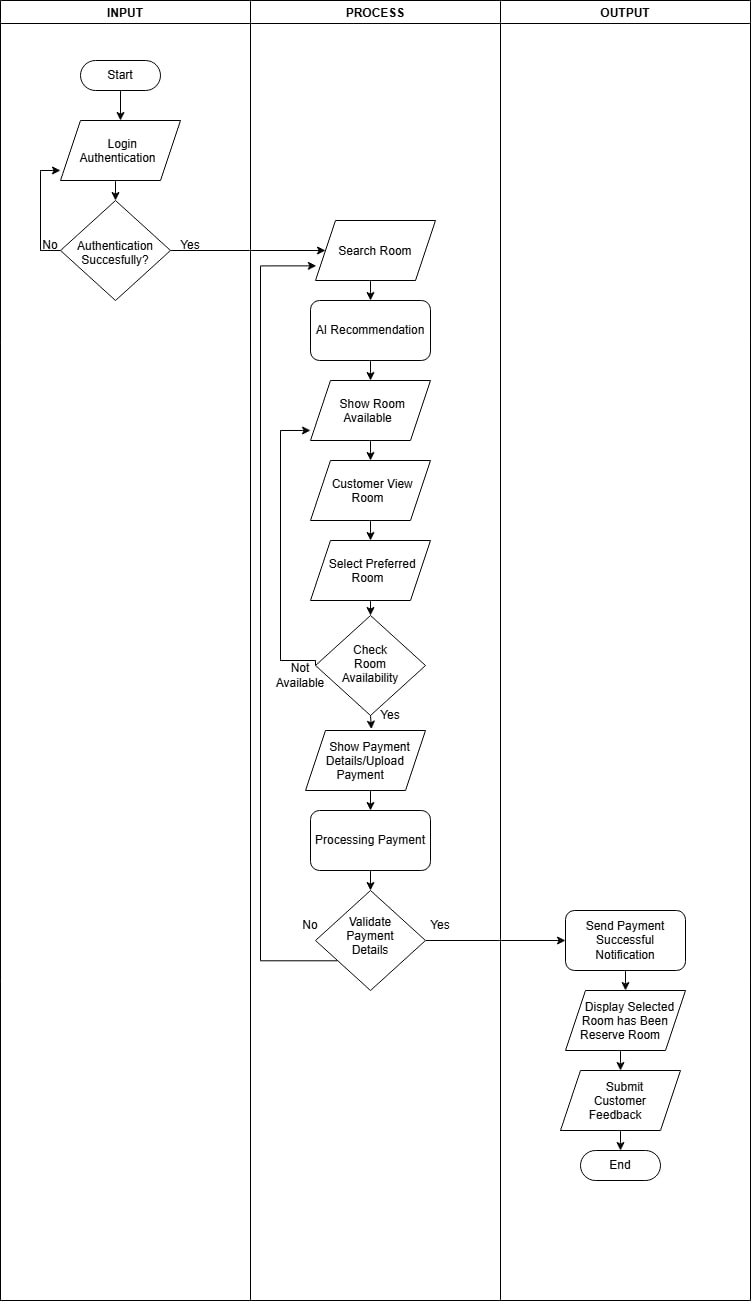 INPUT
PROCESS
OUTPUT
Start
Login
Authentication
No
Authentication
Succesfully?
Yes
Search Room
AI Recommendation
Show Room
Available
Customer View
Room
Select Preferred
Room
Check
Room
Availability
Not
Available
Yes
Show Payment
Details/Upload
Payment
Processing Payment
No
Validate
Payment
Details
Yes
Send Payment
Successful
Notification
Display Selected
Room has Been
Reserve Room
Submit
Customer
Feedback
End